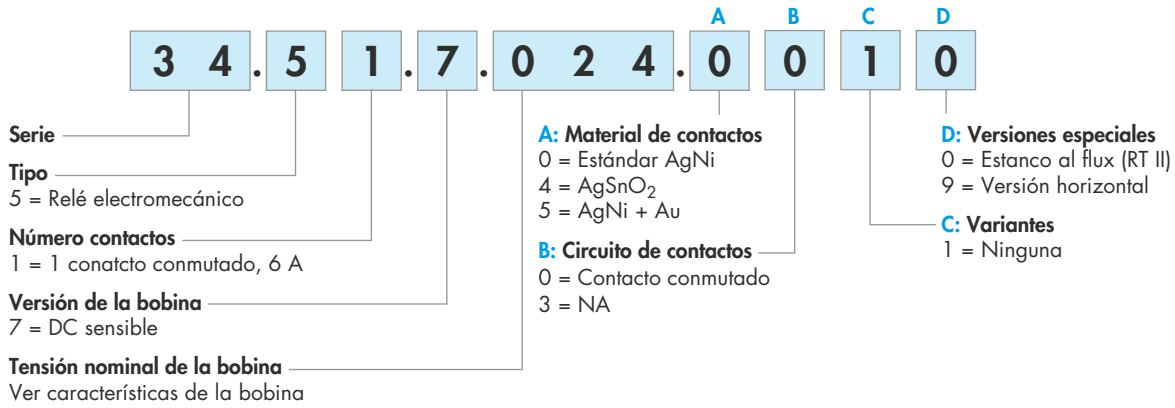 A B C D
3 4 . 5 1 . 7 . 0 2 4 . 0 0 1 0
Serie
Tipo
5 = Relé electromecánico
Número contactos
1 = 1 conatcto conmutado, 6 A
Versión de la bobina
7 = DC sensible
Tensión nominal de la bobina
Ver características de la bobina
A: Material de contactos
0 = Estándar AgNi
4 = AgSnO₂
5 = AgNi + Au
B: Circuito de contactos
0 = Contacto conmutado
3 = NA
D: Versiones especiales
0 = Estanco al flux (RT II)
9 = Versión horizontal
C: Variantes
1 = Ninguna